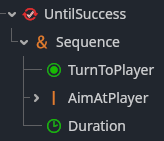 UntilSuccess
Sequence
TurnToPlayer
AimAtPlayer
Duration